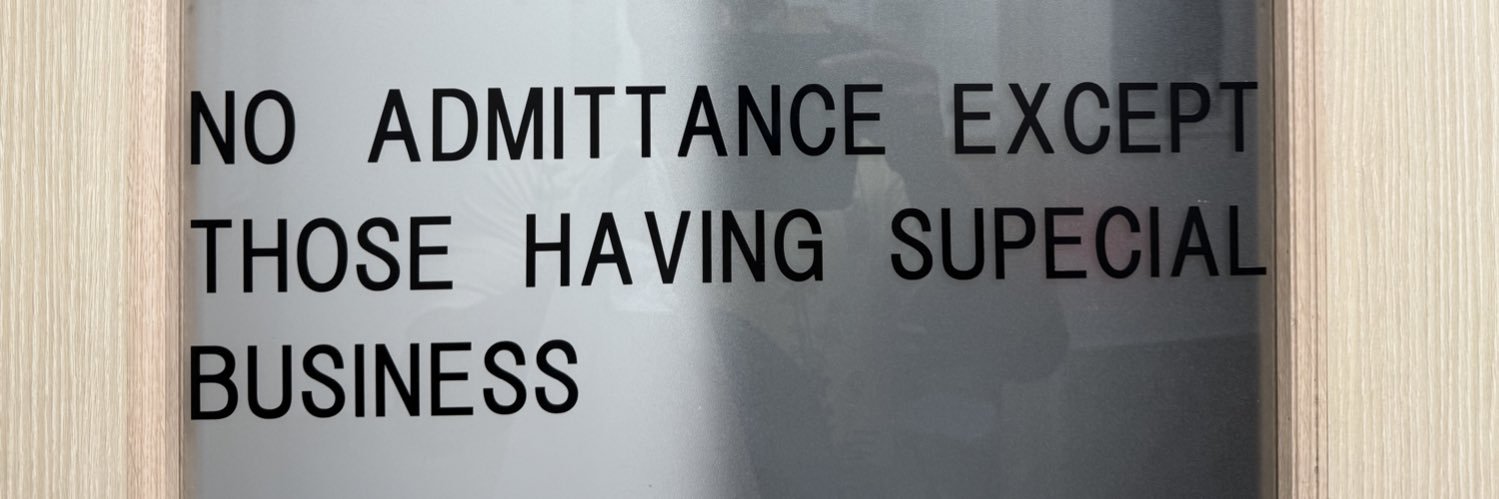 NO ADMITTANCE EXCEPT
THOSE HAVING SUPECIAL
BUSINESS